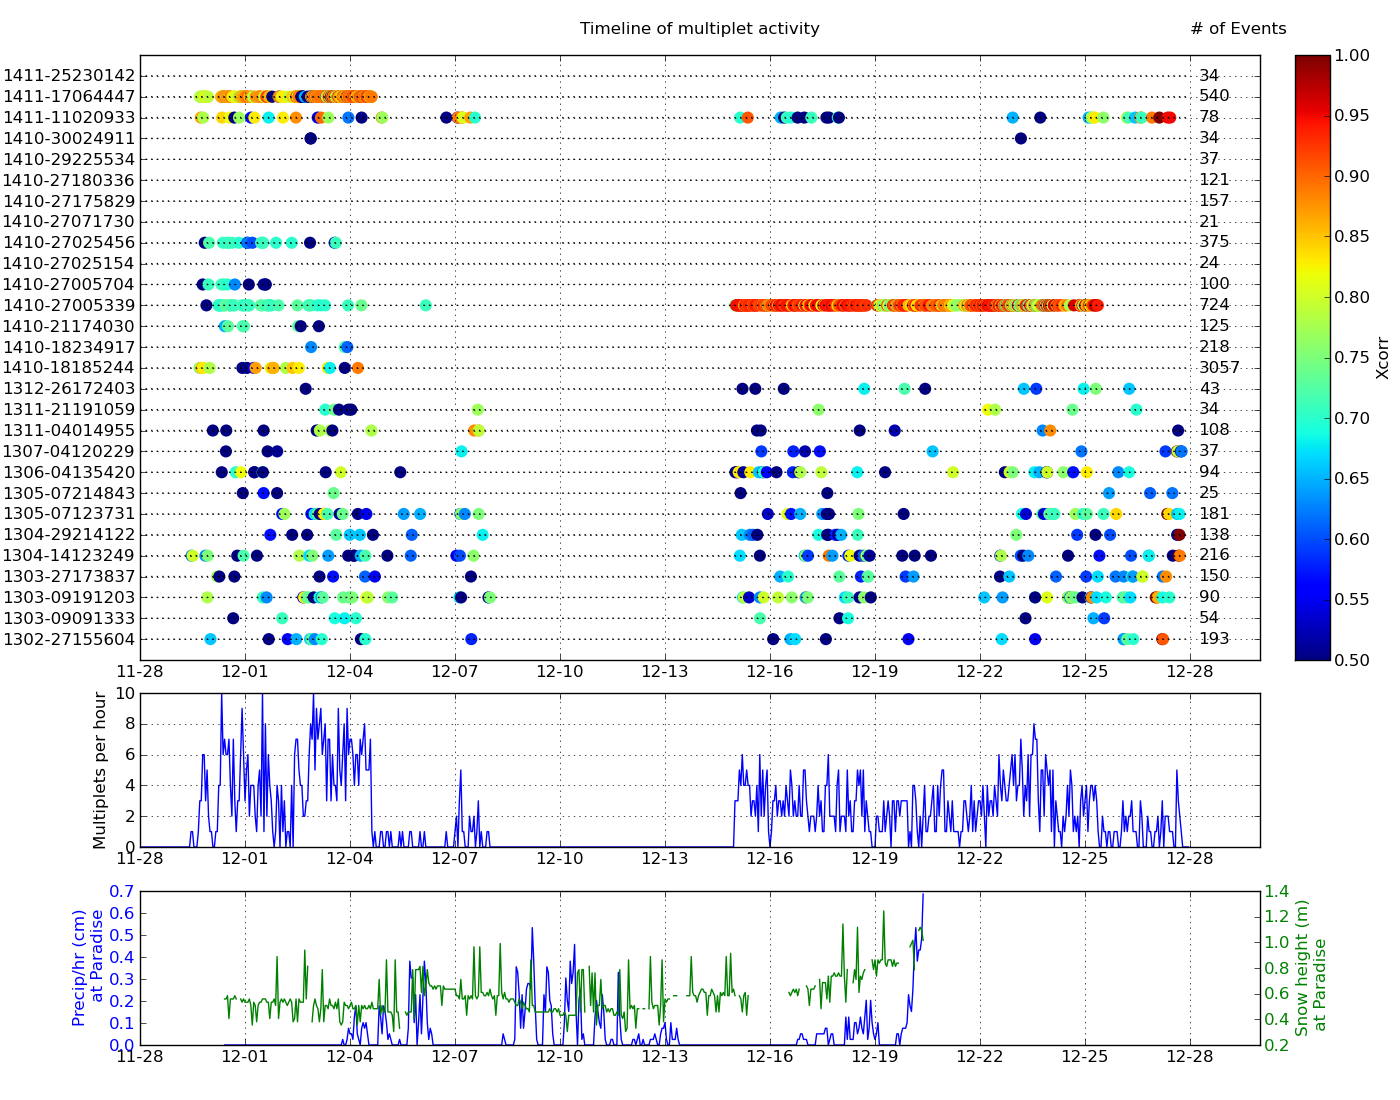 Timeline of multiplet activity # of Events
1411-25230142 34 1.00
1411-17064447 540
1411-11020933 78 0.95
1410-30024911 34
1410-29225534 37
1410-27180336 121 0.90
1410-27175829 157
1410-27071730 21
1410-27025456 375 0.85
1410-27025154 24
1410-27005704 100
1410-27005339 724 0.80
1410-21174030 125
1410-18234917 218
1410-18185244 3057 0.75
Xcorr
1312-26172403 43
1311-21191059 34 0.70
1311-04014955 108
1307-04120229 37
1306-04135420 94 0.65
1305-07214843 25
1305-07123731 181
1304-29214122 138 0.60
1304-14123249 216
1303-27173837 150
1303-09191203 90 0.55
1303-09091333 54
1302-27155604 193
0.50
11-28 12-01 12-04 12-07 12-10 12-13 12-16 12-19 12-22 12-25 12-28
Multiplets per hour
10
8
6
4
2
0
11-28 12-01 12-04 12-07 12-10 12-13 12-16 12-19 12-22 12-25 12-28
Precip/hr (cm)
at Paradise
0.7
0.6
0.5
0.4
0.3
0.2
0.1
0.0
1.4
1.2
1.0
0.8
0.6
0.4
0.2
Snow height (m)
at Paradise
11-28 12-01 12-04 12-07 12-10 12-13 12-16 12-19 12-22 12-25 12-28